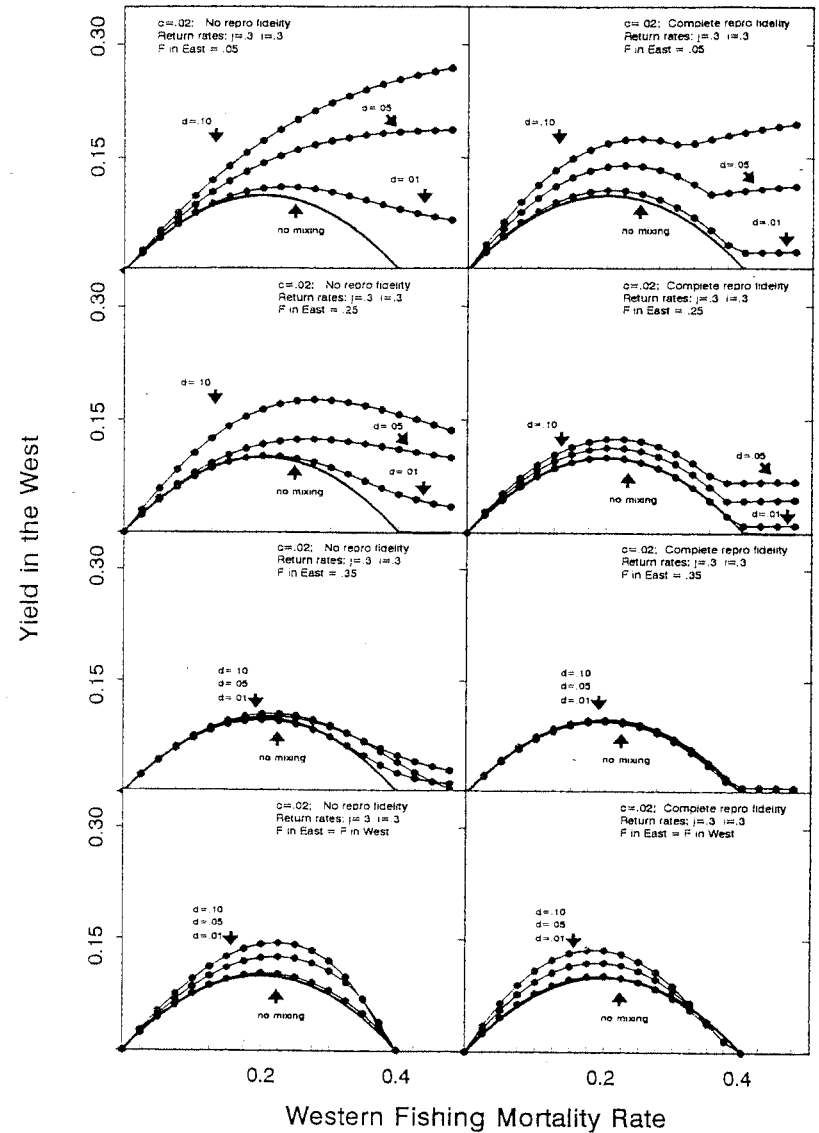 Yield in the West
0.30
0.15
c=.02; No repro fidelity
Return rates: j=.3 i=.3
F in East = .05
d=.10
d=.05
d=.01
no mixing
c=.02; Complete repro fidelity
Return rates: j=.3 i=.3
F in East = .05
d=.10
d=.05
d=.01
no mixing
0.30
0.15
c=.02; No repro fidelity
Return rates: j=.3 i=.3
F in East = .25
d=.10
d=.05
d=.01
no mixing
c=.02; Complete repro fidelity
Return rates: j=.3 i=.3
F in East = .25
d=.10
d=.05
d=.01
no mixing
0.30
0.15
c=.02; No repro fidelity
Return rates: j=.3 i=.3
F in East = .35
d=.10
d=.05
d=.01
no mixing
c=.02; Complete repro fidelity
Return rates: j=.3 i=.3
F in East = .35
d=.10
d=.05
d=.01
no mixing
0.30
0.15
c=.02; No repro fidelity
Return rates: j=.3 i=.3
F in East = F in West
d=.10
d=.05
d=.01
no mixing
c=.02; Complete repro fidelity
Return rates: j=.3 i=.3
F in East = F in West
d=.10
d=.05
d=.01
no mixing
0.2 0.4
0.2 0.4
Western Fishing Mortality Rate